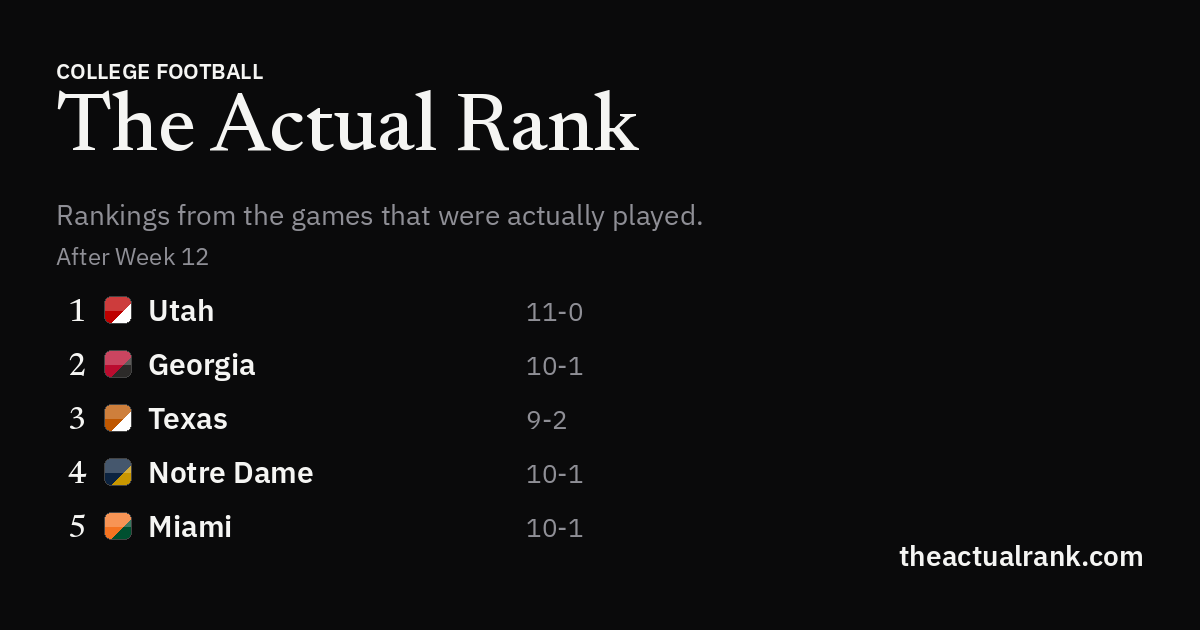 COLLEGE FOOTBALL
The Actual Rank
Rankings from the games that were actually played.
After Week 12
1 Utah 11-0
2 Georgia 10-1
3 Texas 9-2
4 Notre Dame 10-1
5 Miami 10-1
theactualrank.com